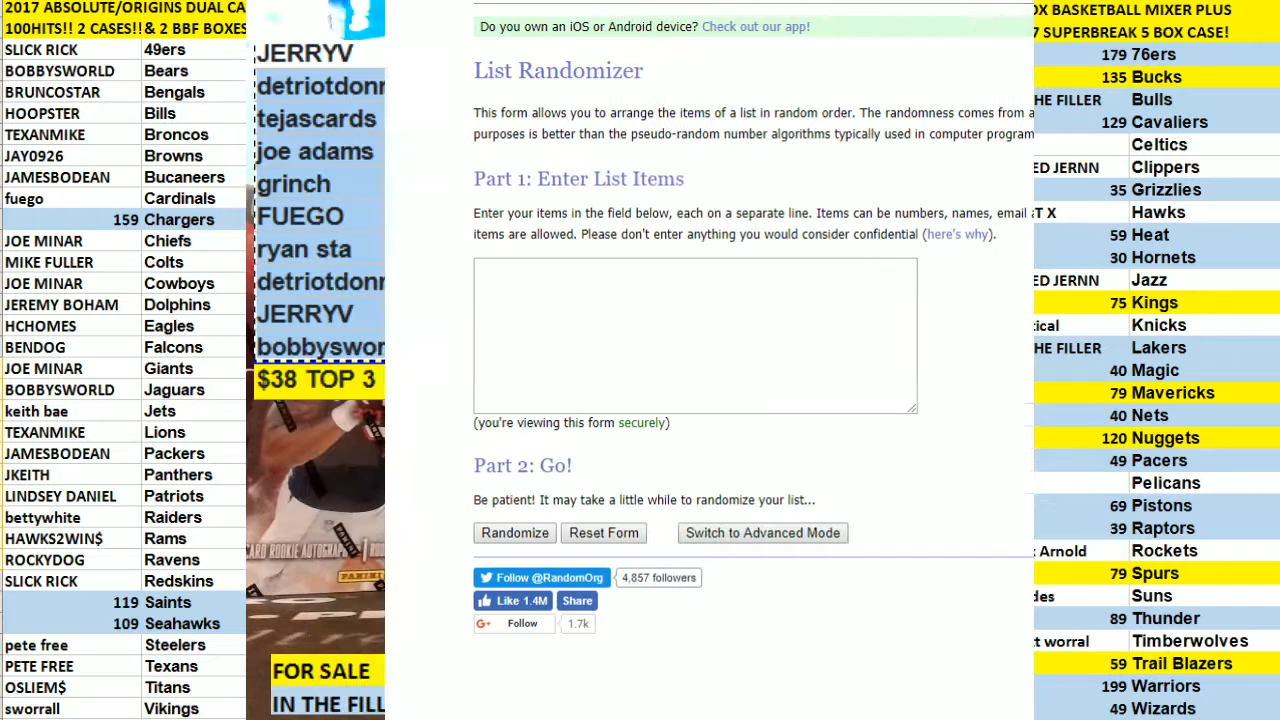 2017 ABSOLUTE/ORIGINS DUAL CA
100HITS!! 2 CASES!!& 2 BBF BOXES
SLICK RICK 49ers
BOBBYSWORLD Bears
BRUNCOSTAR Bengals
HOOPSTER Bills
TEXANMIKE Broncos
JAY0926 Browns
JAMESBODEAN Bucaneers
fuego Cardinals
159 Chargers
JOE MINAR Chiefs
MIKE FULLER Colts
JOE MINAR Cowboys
JEREMY BOHAM Dolphins
HCHOMES Eagles
BENDOG Falcons
JOE MINAR Giants
BOBBYSWORLD Jaguars
keith bae Jets
TEXANMIKE Lions
JAMESBODEAN Packers
JKEITH Panthers
LINDSEY DANIEL Patriots
bettywhite Raiders
HAWKS2WIN$ Rams
ROCKYDOG Ravens
SLICK RICK Redskins
119 Saints
109 Seahawks
pete free Steelers
PETE FREE Texans
OSLIEM$ Titans
sworrall Vikings
JERRYV
detriotdonr
tejascards
joe adams
grinch
FUEGO
ryan sta
detriotdonr
JERRYV
bobbyswor
$38 TOP 3
CARD ROOKIE AUTOGRAPH
PANINI
FOR SALE
IN THE FILL
Do you own an iOS or Android device? Check out our app!
List Randomizer
This form allows you to arrange the items of a list in random order. The randomness comes from a
purposes is better than the pseudo-random number algorithms typically used in computer program
Part 1: Enter List Items
Enter your items in the field below, each on a separate line. Items can be numbers, names, email
items are allowed. Please don't enter anything you would consider confidential (here's why).
(you're viewing this form securely)
Part 2: Go!
Be patient! It may take a little while to randomize your list...
Randomize Reset Form Switch to Advanced Mode
Follow @RandomOrg 4,857 followers
Like 1.4M Share
G+ Follow 1.7k
OX BASKETBALL MIXER PLUS
7 SUPERBREAK 5 BOX CASE!
179 76ers
135 Bucks
HE FILLER Bulls
129 Cavaliers
Celtics
ED JERNN Clippers
35 Grizzlies
T X Hawks
59 Heat
30 Hornets
ED JERNN Jazz
75 Kings
tical Knicks
HE FILLER Lakers
40 Magic
79 Mavericks
40 Nets
120 Nuggets
49 Pacers
Pelicans
69 Pistons
39 Raptors
x Arnold Rockets
79 Spurs
des Suns
89 Thunder
t worral Timberwolves
59 Trail Blazers
199 Warriors
49 Wizards